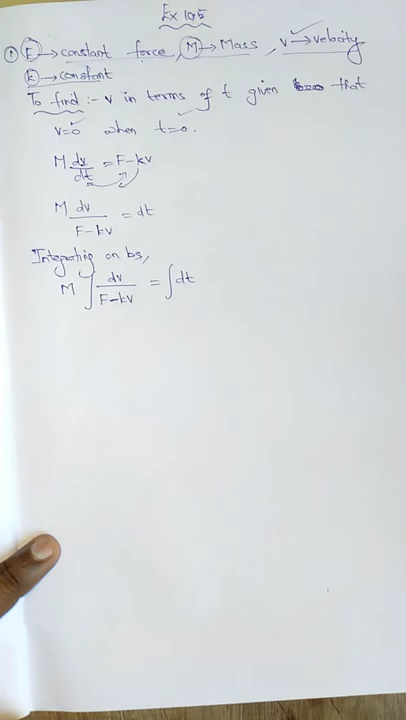 Ex 10.5
① F → constant force, M → Mass, v → velocity
k → constant
To find :- v in terms of t given that
v=0 when t=0.
M dv/dt = F-kv
M dv/F-kv = dt
Integrating on bs,
M ∫ dv/F-kv = ∫ dt